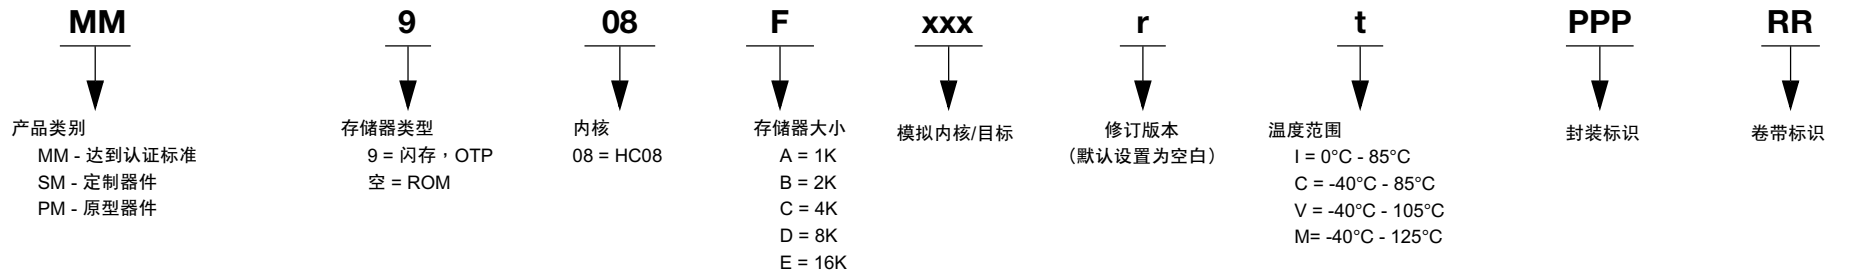 MM 9 08 F xxx r t PPP RR
产品类别
MM - 达到认证标准
SM - 定制器件
PM - 原型器件
存储器类型
9 = 闪存，OTP
空 = ROM
内核
08 = HC08
存储器大小
A = 1K
B = 2K
C = 4K
D = 8K
E = 16K
模拟内核/目标
修订版本
（默认设置为空白）
温度范围
I = 0°C - 85°C
C = -40°C - 85°C
V = -40°C - 105°C
M= -40°C - 125°C
封装标识
卷带标识